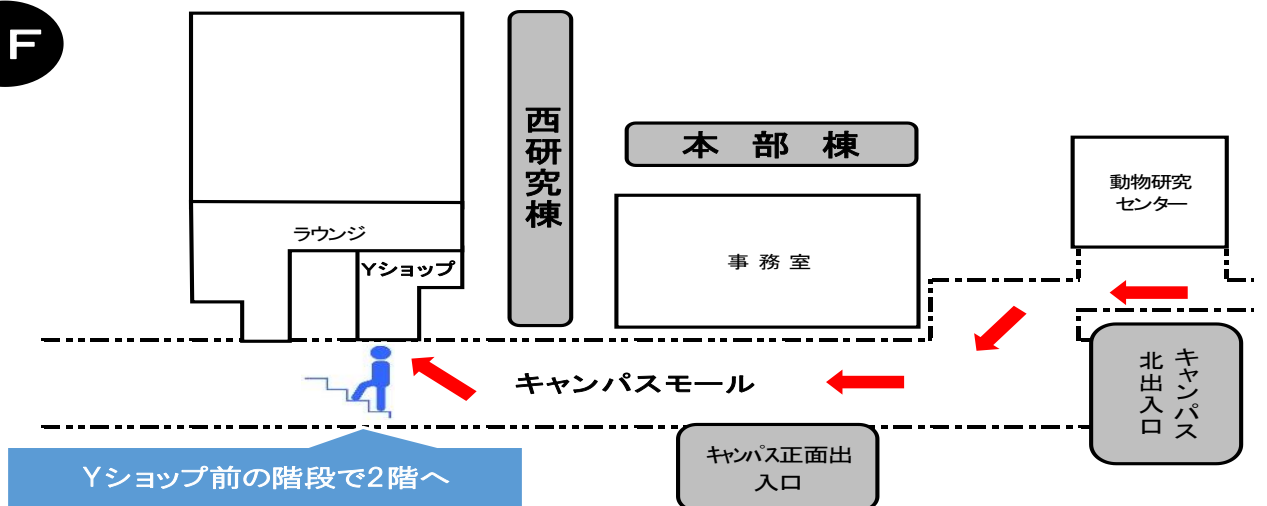 F
西研究棟
本部棟
動物研究
センター
ラウンジ
Yショップ
事務室
キャンパス
北出入口
キャンパスモール
キャンパス正面出
入口
Yショップ前の階段で2階へ